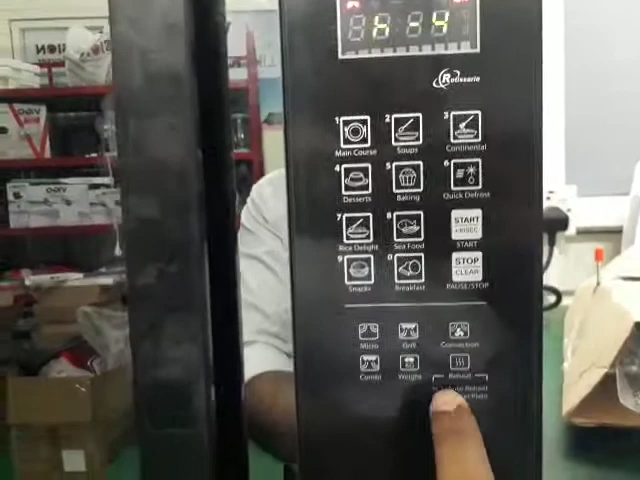 h-4
Rotisserie
1 2 3
Main Course Soups Continental
4 5 6
Desserts Baking Quick Defrost
7 8 START
+30SEC
Rice Delight Sea Food START
9 0 STOP
CLEAR
Snacks Breakfast PAUSE/STOP
Micro Grill Convection
Combi Weight Reheat